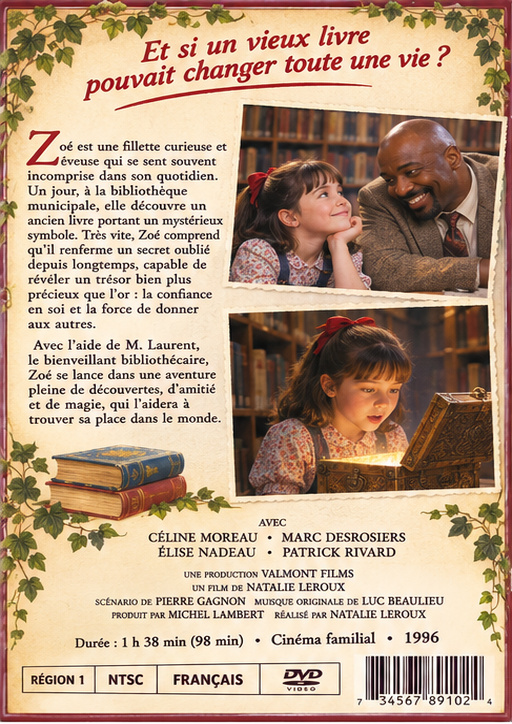 Et si un vieux livre
pouvait changer toute une vie ?
Zoé est une fillette curieuse et
éveuse qui se sent souvent
incomprise dans son quotidien.
Un jour, à la bibliothèque
municipale, elle découvre un
ancien livre portant un mystérieux
symbole. Très vite, Zoé comprend
qu'il renferme un secret oublié
depuis longtemps, capable de
révéler un trésor bien plus
précieux que l'or : la confiance
en soi et la force de donner
aux autres.
Avec l'aide de M. Laurent,
le bienveillant bibliothécaire,
Zoé se lance dans une aventure
pleine de découvertes, d'amitié
et de magie, qui l'aidera à
trouver sa place dans le monde.
AVEC
CÉLINE MOREAU • MARC DESROSIERS
ÉLISE NADEAU • PATRICK RIVARD
UNE PRODUCTION VALMONT FILMS
UN FILM DE NATALIE LEROUX
SCÉNARIO DE PIERRE GAGNON MUSIQUE ORIGINALE DE LUC BEAULIEU
PRODUIT PAR MICHEL LAMBERT RÉALISÉ PAR NATALIE LEROUX
Durée : 1 h 38 min (98 min) • Cinéma familial • 1996
RÉGION 1 NTSC FRANÇAIS DVD VIDEO
7 34567 89102 4